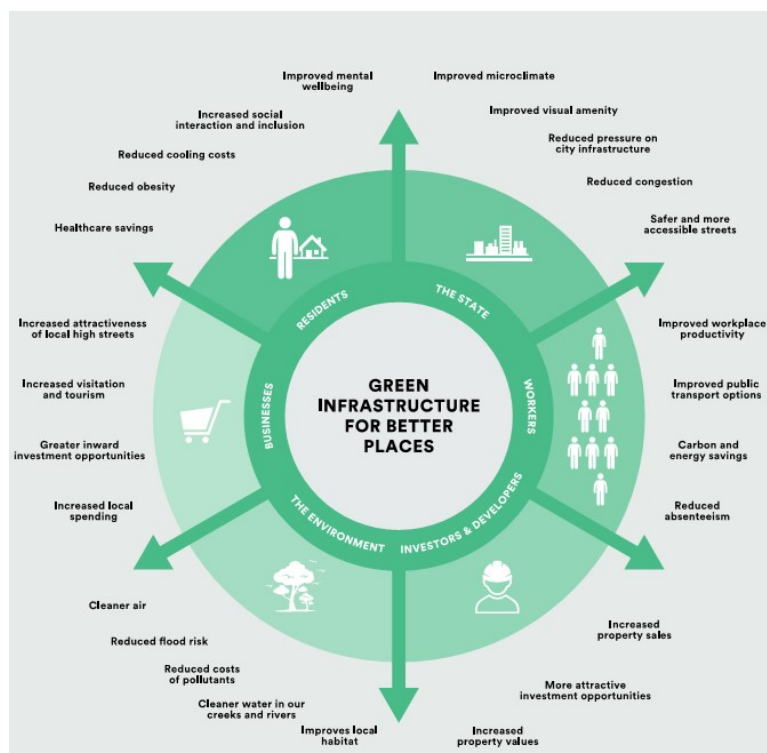 Improved mental
wellbeing
Increased social
interaction and inclusion
Reduced cooling costs
Reduced obesity
Healthcare savings
Improved microclimate
Improved visual amenity
Reduced pressure on
city infrastructure
Reduced congestion
Safer and more
accessible streets
RESIDENTS
THE STATE
Increased attractiveness
of local high streets
Increased visitation
and tourism
Greater inward
investment opportunities
Increased local
spending
BUSINESSES
GREEN
INFRASTRUCTURE
FOR BETTER
PLACES
WORKERS
Improved workplace
productivity
Improved public
transport options
Carbon and
energy savings
Reduced
absenteeism
THE ENVIRONMENT
INVESTORS & DEVELOPERS
Cleaner air
Reduced flood risk
Reduced costs
of pollutants
Cleaner water in our
creeks and rivers
Improves local
habitat
Increased
property sales
More attractive
investment opportunities
Increased
property values